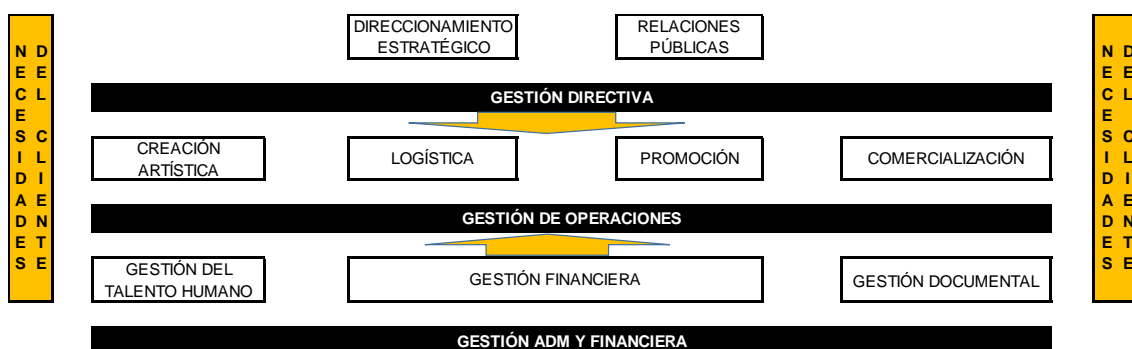 NECESIDADES
DEL CLIENTE
DIRECCIONAMIENTO
ESTRATÉGICO
RELACIONES
PÚBLICAS
GESTIÓN DIRECTIVA
CREACIÓN
ARTÍSTICA
LOGÍSTICA
PROMOCIÓN
COMERCIALIZACIÓN
GESTIÓN DE OPERACIONES
GESTIÓN DEL
TALENTO HUMANO
GESTIÓN FINANCIERA
GESTIÓN DOCUMENTAL
GESTIÓN ADM Y FINANCIERA
NECESIDADES
DEL CLIENTE